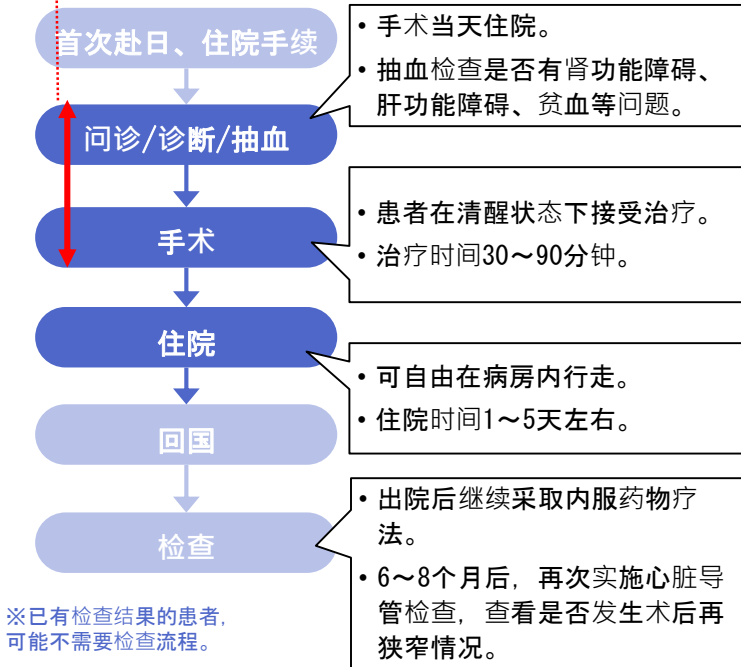 首次赴日、住院手续
• 手术当天住院。
• 抽血检查是否有肾功能障碍、
肝功能障碍、贫血等问题。
问诊/诊断/抽血
手术
• 患者在清醒状态下接受治疗。
• 治疗时间30～90分钟。
住院
• 可自由在病房内行走。
• 住院时间1～5天左右。
回国
检查
• 出院后继续采取内服药物疗
法。
• 6～8个月后，再次实施心脏导
管检查，查看是否发生术后再
狭窄情况。
※已有检查结果的患者，
可能不需要检查流程。